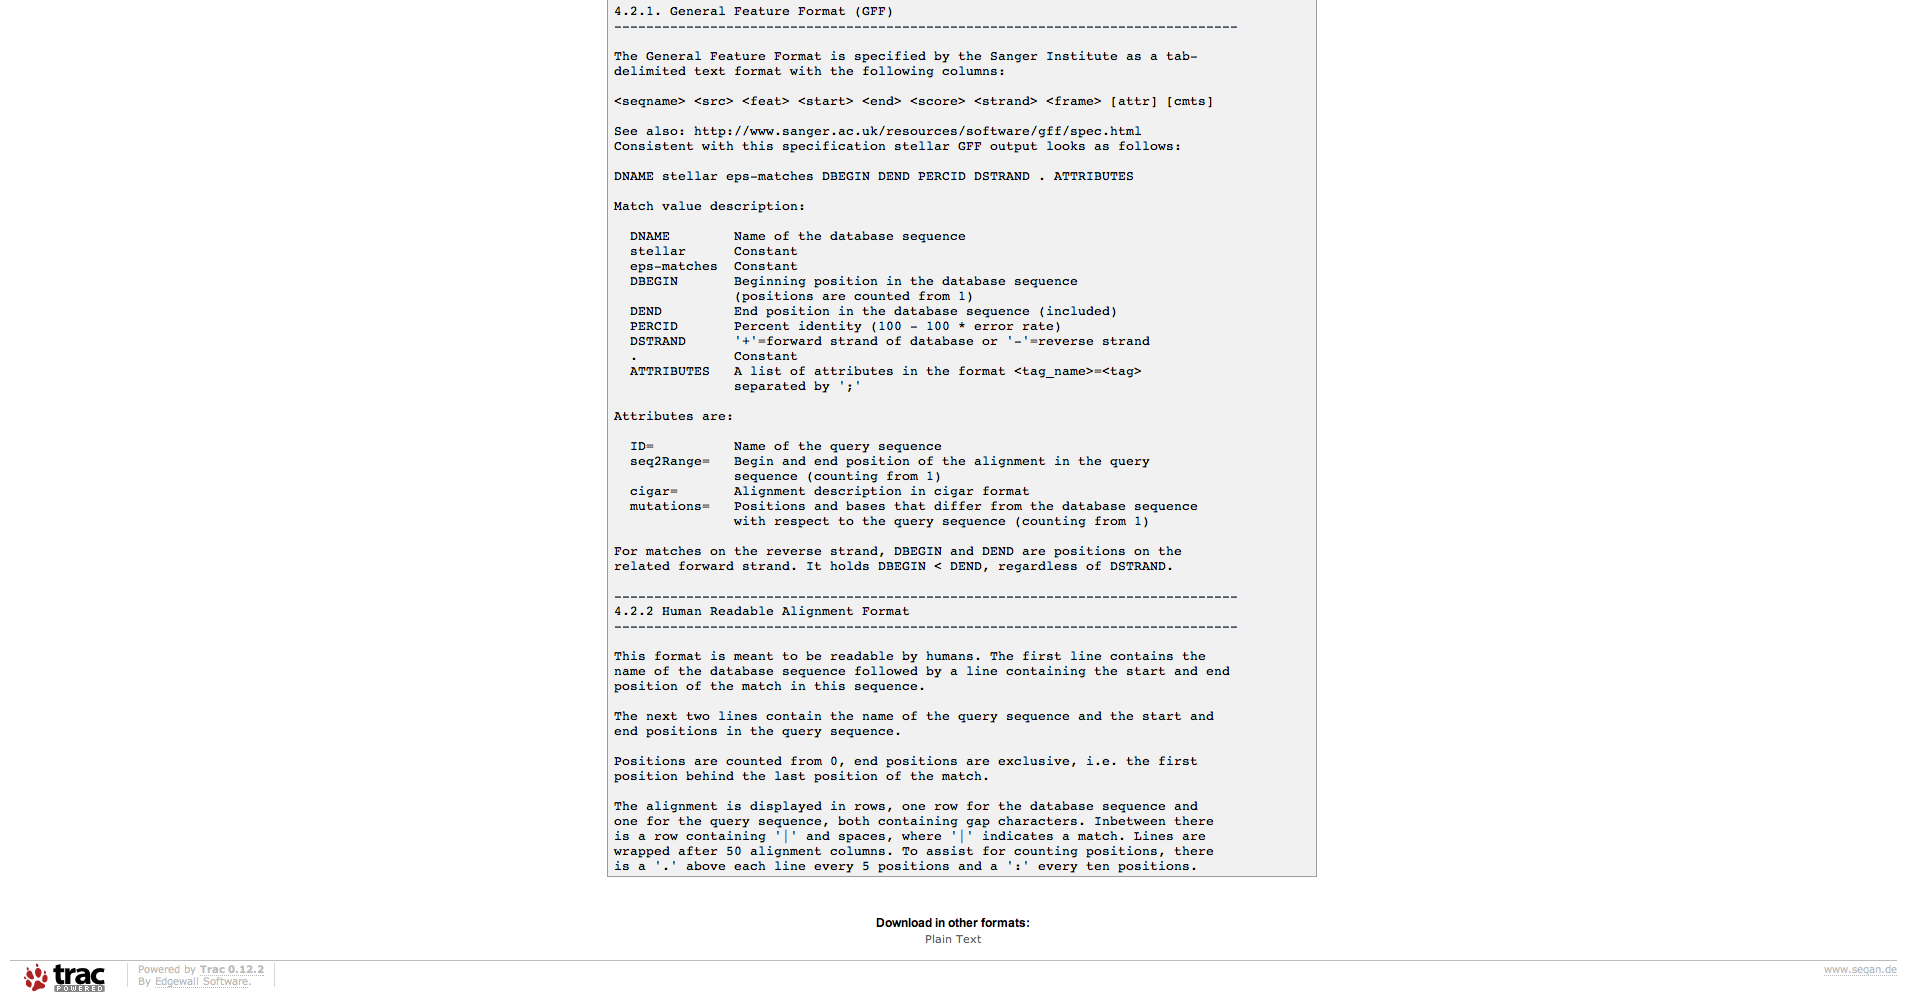 4.2.1. General Feature Format (GFF)
------------------------------------------------------------------------------
The General Feature Format is specified by the Sanger Institute as a tab-
delimited text format with the following columns:
<seqname> <src> <feat> <start> <end> <score> <strand> <frame> [attr] [cmts]
See also: http://www.sanger.ac.uk/resources/software/gff/spec.html
Consistent with this specification stellar GFF output looks as follows:
DNAME stellar eps-matches DBEGIN DEND PERCID DSTRAND . ATTRIBUTES
Match value description:
DNAME        Name of the database sequence
stellar      Constant
eps-matches  Constant
DBEGIN       Beginning position in the database sequence
(positions are counted from 1)
DEND         End position in the database sequence (included)
PERCID       Percent identity (100 - 100 * error rate)
DSTRAND      '+'=forward strand of database or '-'=reverse strand
.            Constant
ATTRIBUTES   A list of attributes in the format <tag_name>=<tag>
separated by ';'
Attributes are:
ID=          Name of the query sequence
seq2Range=   Begin and end position of the alignment in the query
sequence (counting from 1)
cigar=       Alignment description in cigar format
mutations=   Positions and bases that differ from the database sequence
with respect to the query sequence (counting from 1)
For matches on the reverse strand, DBEGIN and DEND are positions on the
related forward strand. It holds DBEGIN < DEND, regardless of DSTRAND.
------------------------------------------------------------------------------
4.2.2 Human Readable Alignment Format
------------------------------------------------------------------------------
This format is meant to be readable by humans. The first line contains the
name of the database sequence followed by a line containing the start and end
position of the match in this sequence.
The next two lines contain the name of the query sequence and the start and
end positions in the query sequence.
Positions are counted from 0, end positions are exclusive, i.e. the first
position behind the last position of the match.
The alignment is displayed in rows, one row for the database sequence and
one for the query sequence, both containing gap characters. Inbetween there
is a row containing '|' and spaces, where '|' indicates a match. Lines are
wrapped after 50 alignment columns. To assist for counting positions, there
is a '.' above each line every 5 positions and a ':' every ten positions.
Download in other formats:
Plain Text
trac
POWERED
Powered by Trac 0.12.2
By Edgewall Software.
www.seqan.de